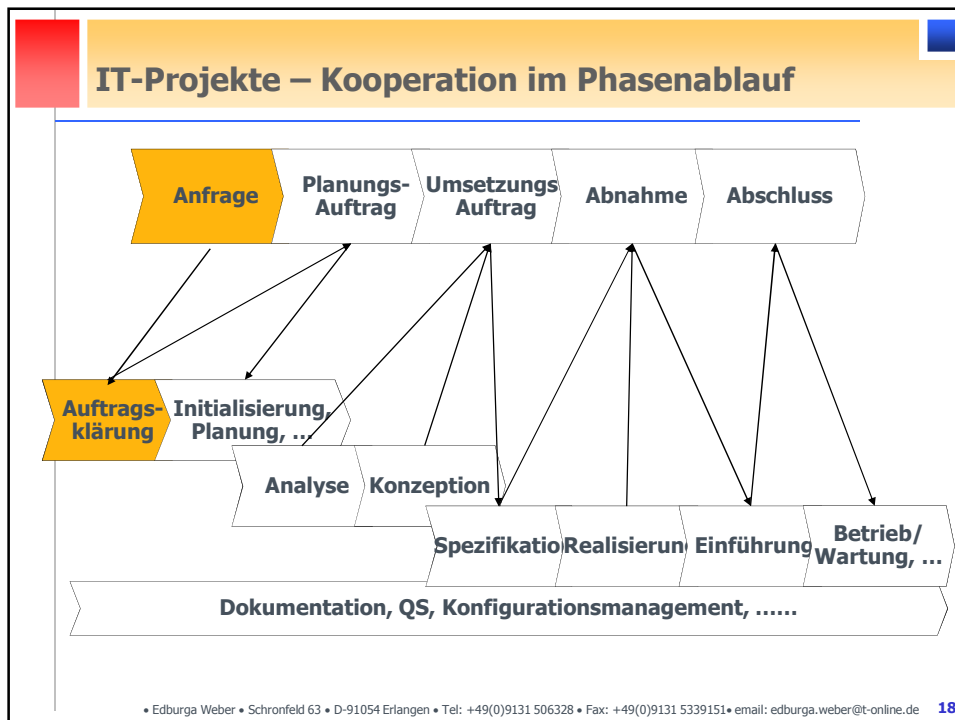 IT-Projekte – Kooperation im Phasenablauf
Anfrage
Planungs-
Auftrag
Umsetzungs
Auftrag
Abnahme
Abschluss
Auftrags-
klärung
Initialisierung,
Planung, ...
Analyse
Konzeption
Spezifikatio
Realisierun
Einführung
Betrieb/
Wartung, ...
Dokumentation, QS, Konfigurationsmanagement, ......
• Edburga Weber • Schronfeld 63 • D-91054 Erlangen • Tel: +49(0)9131 506328 • Fax: +49(0)9131 5339151• email: edburga.weber@t-online.de 18